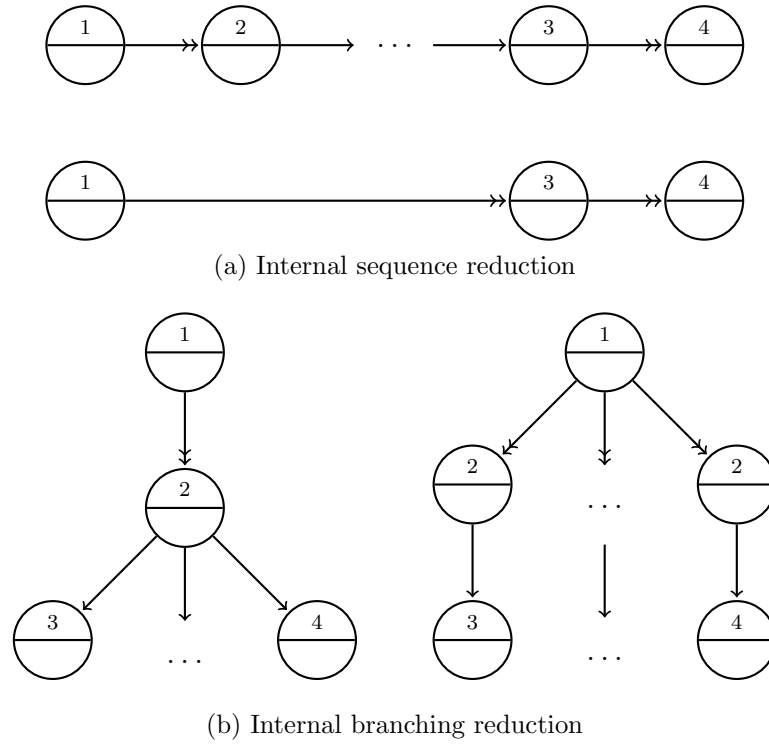 1 2 ... 3 4
1 3 4
(a) Internal sequence reduction
1 1
2 2
2 ...
3 4 3 4
... ...
(b) Internal branching reduction